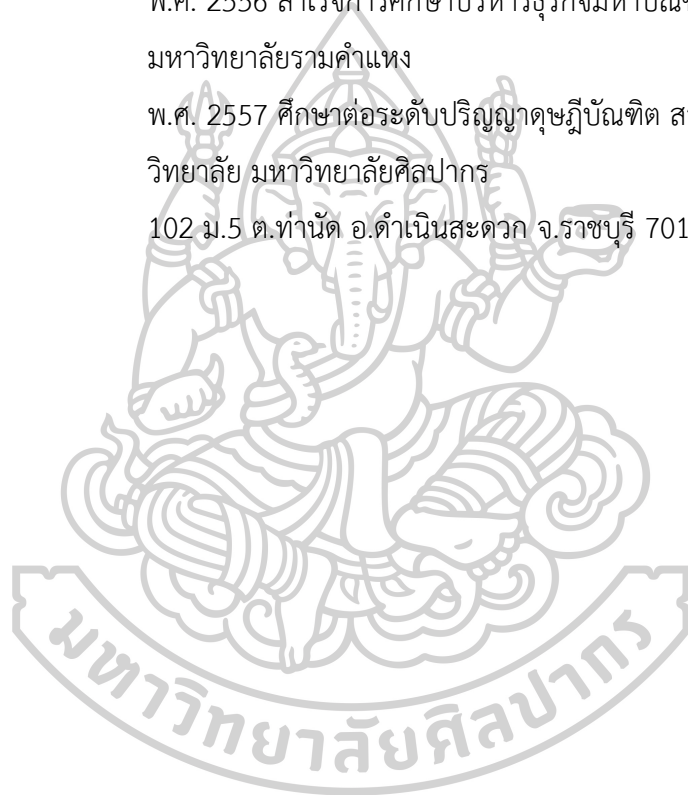 พ.ศ. 2556 สำเร็จการศึกษาบริหารธุรกิจมหาบัณฑิต
มหาวิทยาลัยรามคำแหง
พ.ศ. 2557 ศึกษาต่อระดับปริญญาดุษฎีบัณฑิต
วิทยาลัย มหาวิทยาลัยศิลปากร
102 ม.5 ต.ท่านัด อ.ดำเนินสะดวก จ.ราชบุรี 701
มหาวิทยาลัยศิลปากร